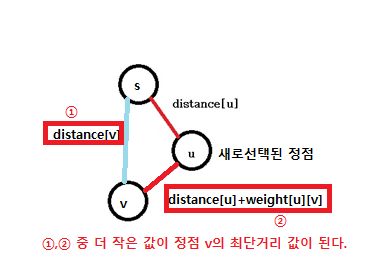 s
distance[u]
①
distance[v]
u
새로선택된 정점
v
distance[u]+weight[u][v]
②
①,② 중 더 작은 값이 정점 v의 최단거리 값이 된다.